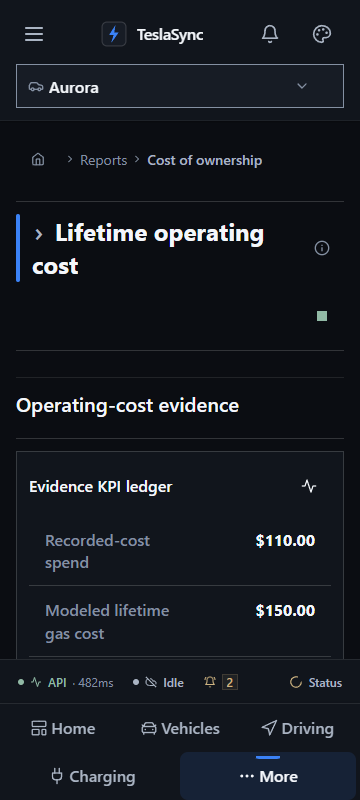 TeslaSync
Aurora
Reports
Cost of ownership
Lifetime operating
cost
Operating-cost evidence
Evidence KPI ledger
Recorded-cost
spend
$110.00
Modeled lifetime
gas cost
$150.00
API · 482ms
Idle
2
Status
Home
Vehicles
Driving
Charging
More